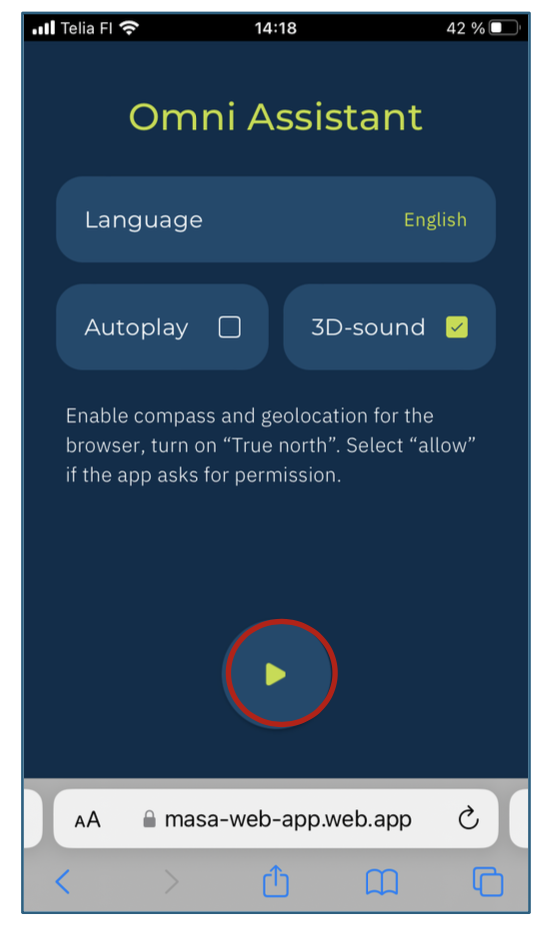 Telia FI 14:18 42 %
Omni Assistant
Language English
Autoplay 3D-sound
Enable compass and geolocation for the
browser, turn on “True north”. Select “allow”
if the app asks for permission.
AA masa-web-app.web.app